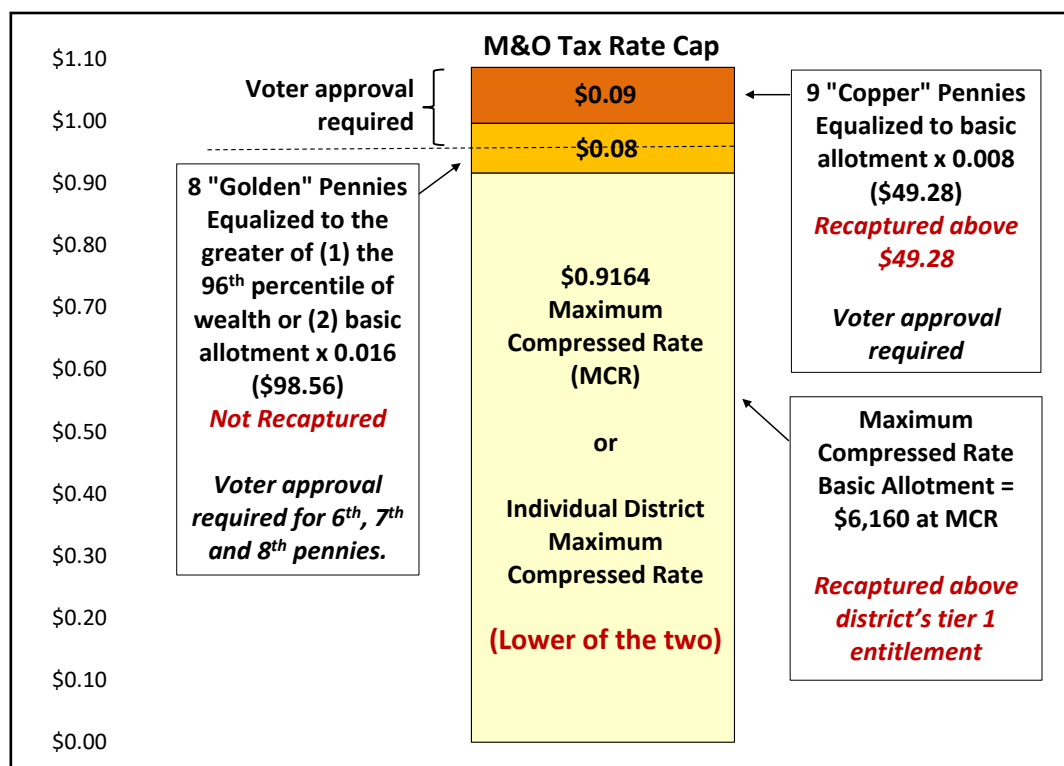 M&O Tax Rate Cap
$1.10
$1.00
$0.90
$0.80
$0.70
$0.60
$0.50
$0.40
$0.30
$0.20
$0.10
$0.00
Voter approval
required
8 "Golden" Pennies
Equalized to the
greater of (1) the
96th percentile of
wealth or (2) basic
allotment x 0.016
($98.56)
Not Recaptured
Voter approval
required for 6th, 7th
and 8th pennies.
$0.09
$0.08
$0.9164
Maximum
Compressed Rate
(MCR)
or
Individual District
Maximum
Compressed Rate
(Lower of the two)
9 "Copper" Pennies
Equalized to basic
allotment x 0.008
($49.28)
Recaptured above
$49.28
Voter approval
required
Maximum
Compressed Rate
Basic Allotment =
$6,160 at MCR
Recaptured above
district’s tier 1
entitlement